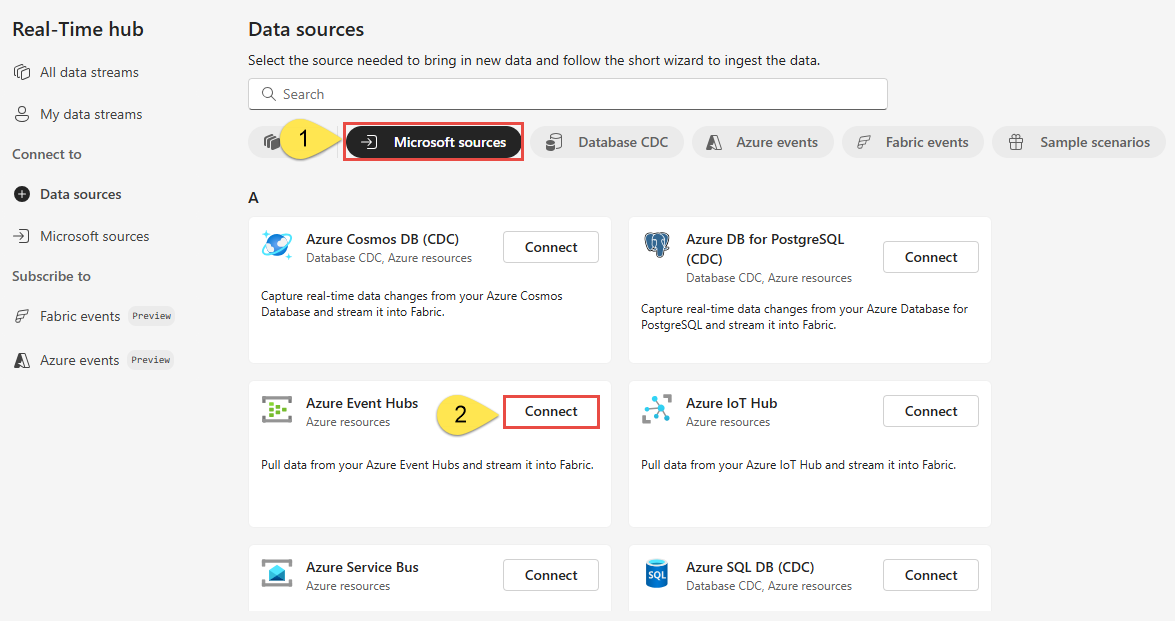 Real-Time hub
All data streams
My data streams
Connect to
Data sources
Microsoft sources
Subscribe to
Fabric events Preview
Azure events Preview
Data sources
Select the source needed to bring in new data and follow the short wizard to ingest the data.
Search
1 Microsoft sources Database CDC Azure events Fabric events Sample scenarios
A
Azure Cosmos DB (CDC)
Database CDC, Azure resources
Connect
Capture real-time data changes from your Azure Cosmos
Database and stream it into Fabric.
Azure DB for PostgreSQL
(CDC)
Database CDC, Azure resources
Connect
Capture real-time data changes from your Azure Database for
PostgreSQL and stream it into Fabric.
Azure Event Hubs
Azure resources
2 Connect
Pull data from your Azure Event Hubs and stream it into Fabric.
Azure IoT Hub
Azure resources
Connect
Pull data from your Azure IoT Hub and stream it into Fabric.
Azure Service Bus
Azure resources
Connect
SQL
Azure SQL DB (CDC)
Database CDC, Azure resources
Connect